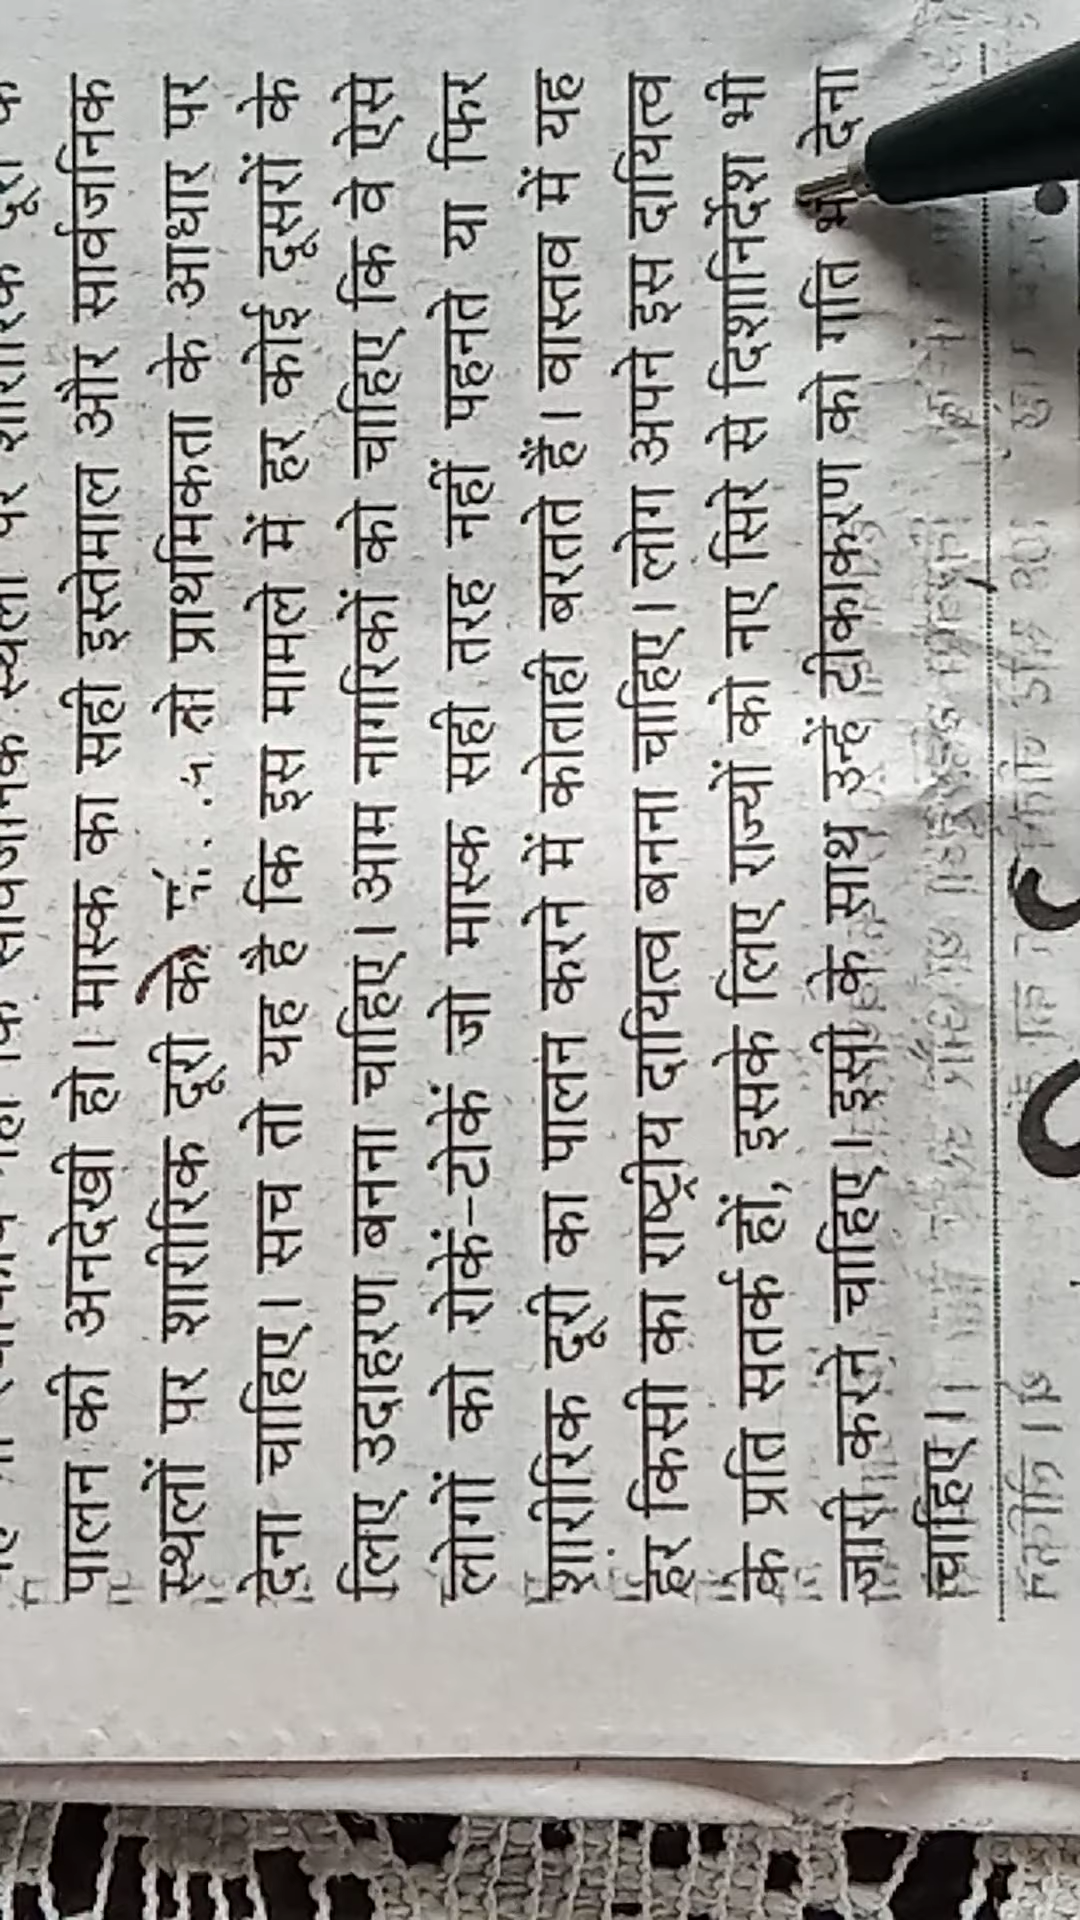 पालन की अनदेखी हो। मास्क का सही इस्तेमाल और सार्वजनिक
स्थलों पर शारीरिक दूरी को तो प्राथमिकता के आधार पर
देना चाहिए। सच तो यह है कि इस मामले में हर कोई दूसरों के
लिए उदाहरण बनना चाहिए। आम नागरिकों को चाहिए कि वे ऐसे
लोगों को रोकें-टोकें जो मास्क सही तरह नहीं पहनते या फिर
शारीरिक दूरी का पालन करने में कोताही बरतते हैं। वास्तव में यह
हर किसी का राष्ट्रीय दायित्व बनना चाहिए। लोग अपने इस दायित्व
के प्रति सतर्क हों, इसके लिए राज्यों को नए सिरे से दिशानिर्देश भी
जारी करने चाहिए। इसी के साथ उन्हें टीकाकरण को गति भी देना
चाहिए।